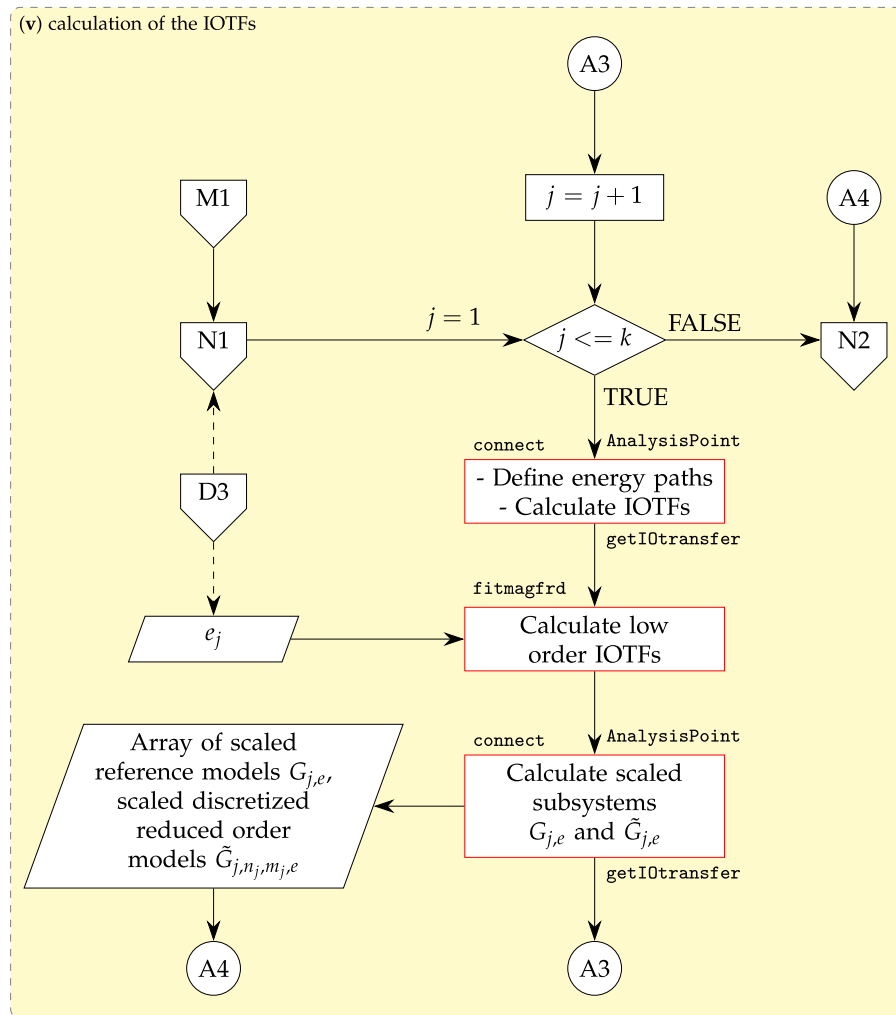 (v) calculation of the IOTFs
A3
M1
j = j + 1
A4
N1
j = 1
j <= k
FALSE
N2
TRUE
connect
AnalysisPoint
D3
- Define energy paths
- Calculate IOTFs
getIOtransfer
fitmagfrd
e_j
Calculate low
order IOTFs
connect
AnalysisPoint
Array of scaled
reference models G_{j,e},
scaled discretized
reduced order
models G̃_{j,n_j,m_j,e}
Calculate scaled
subsystems
G_{j,e} and G̃_{j,e}
getIOtransfer
A4
A3